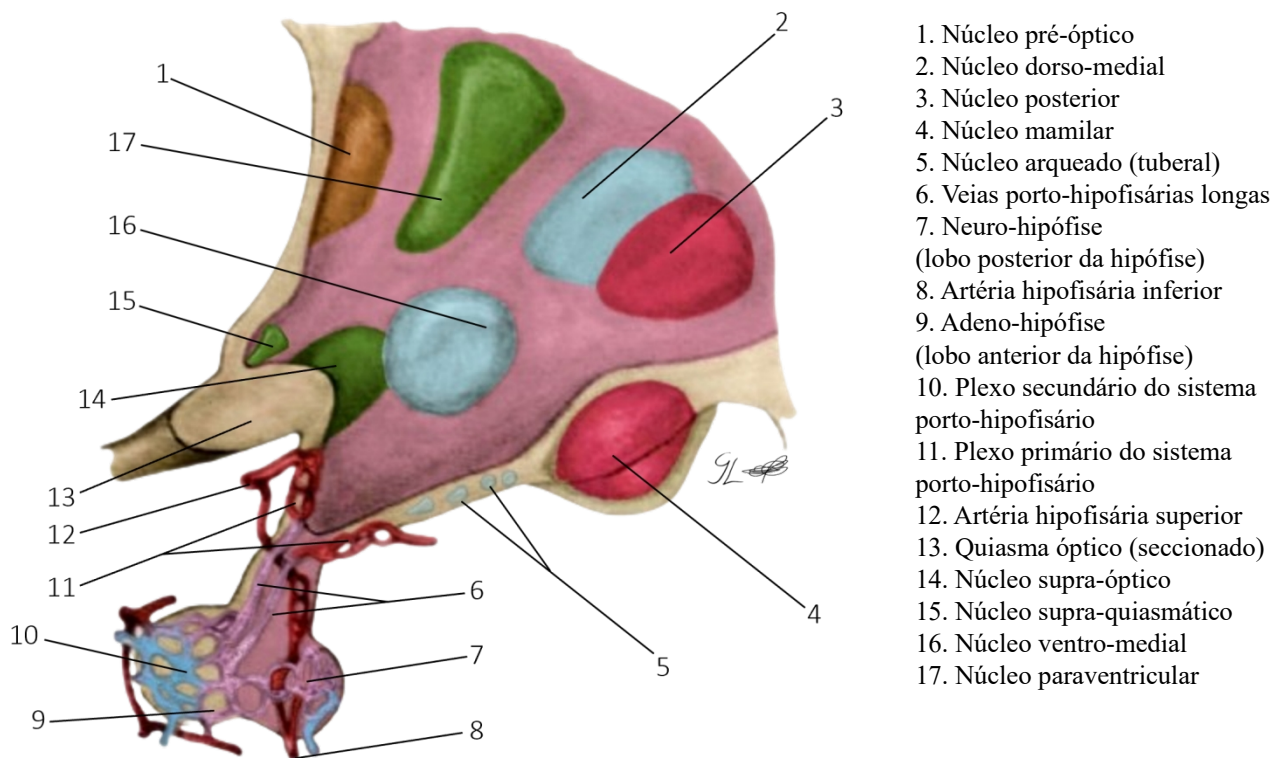 1
2
3
4
5
6
7
8
9
10
11
12
13
14
15
16
17
GL
1. Núcleo pré-óptico
2. Núcleo dorso-medial
3. Núcleo posterior
4. Núcleo mamilar
5. Núcleo arqueado (tuberal)
6. Veias porto-hipofisárias longas
7. Neuro-hipófise
(lobo posterior da hipófise)
8. Artéria hipofisária inferior
9. Adeno-hipófise
(lobo anterior da hipófise)
10. Plexo secundário do sistema
porto-hipofisário
11. Plexo primário do sistema
porto-hipofisário
12. Artéria hipofisária superior
13. Quiasma óptico (seccionado)
14. Núcleo supra-óptico
15. Núcleo supra-quiasmático
16. Núcleo ventro-medial
17. Núcleo paraventricular